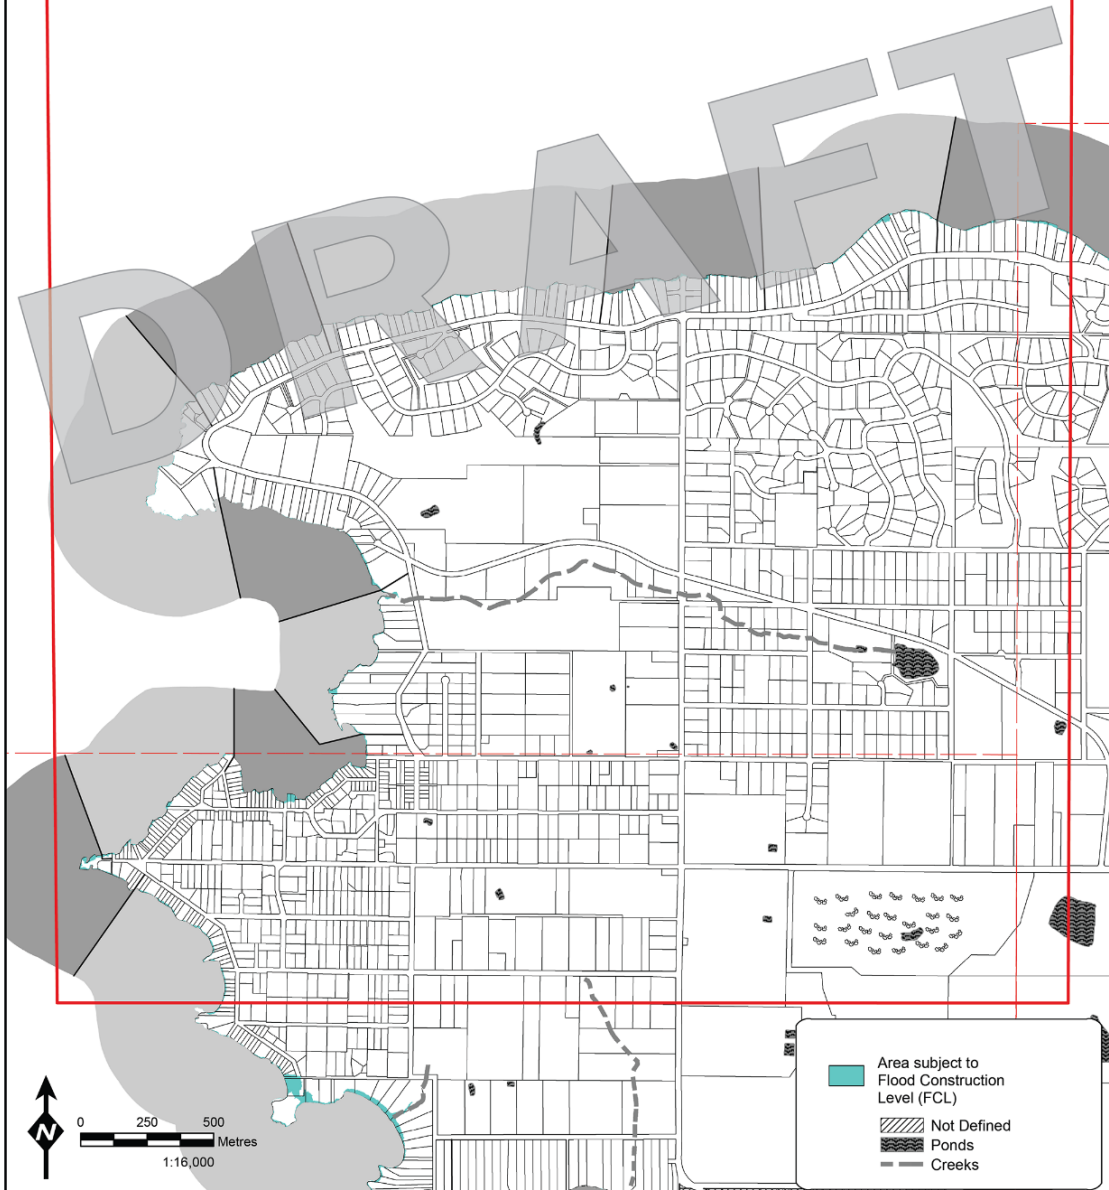 DRAFT
Area subject to
Flood Construction
Level (FCL)
Not Defined
Ponds
Creeks
N
0 250 500
Metres
1:16,000